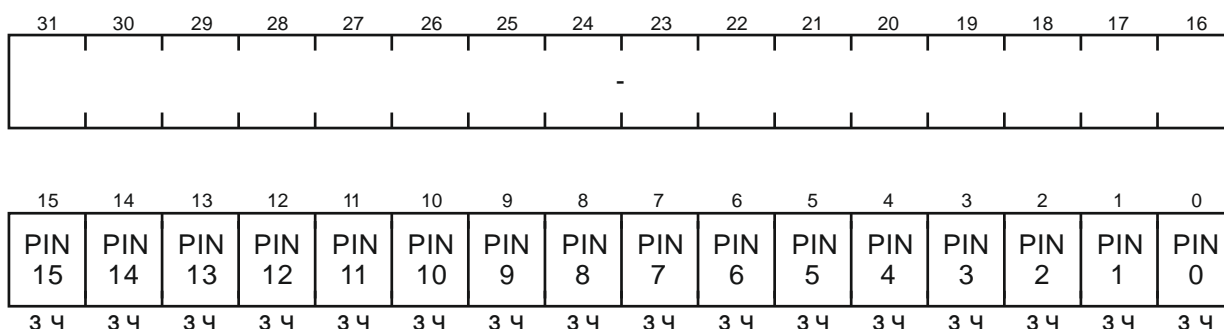 31 30 29 28 27 26 25 24 23 22 21 20 19 18 17 16
-
15 14 13 12 11 10 9 8 7 6 5 4 3 2 1 0
PIN PIN PIN PIN PIN PIN PIN PIN PIN PIN PIN PIN PIN PIN PIN PIN
15 14 13 12 11 10 9 8 7 6 5 4 3 2 1 0
З Ч З Ч З Ч З Ч З Ч З Ч З Ч З Ч З Ч З Ч З Ч З Ч З Ч З Ч З Ч З Ч